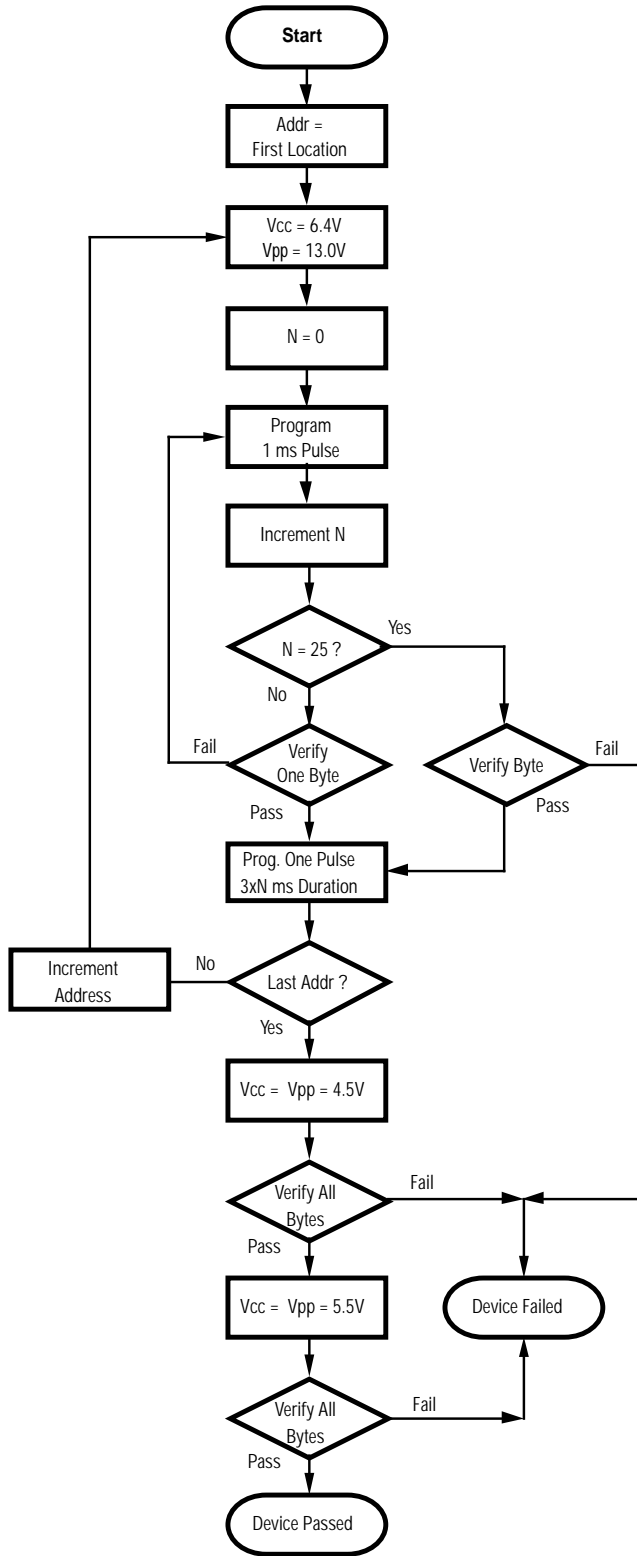 Start
Addr =
First Location
Vcc = 6.4V
Vpp = 13.0V
N = 0
Program
1 ms Pulse
Increment N
N = 25 ?
Yes
No
Fail
Verify
One Byte
Pass
Verify Byte
Fail
Pass
Prog. One Pulse
3xN ms Duration
Increment
Address
No
Last Addr ?
Yes
Vcc = Vpp = 4.5V
Verify All
Bytes
Fail
Pass
Vcc = Vpp = 5.5V
Device Failed
Verify All
Bytes
Fail
Pass
Device Passed